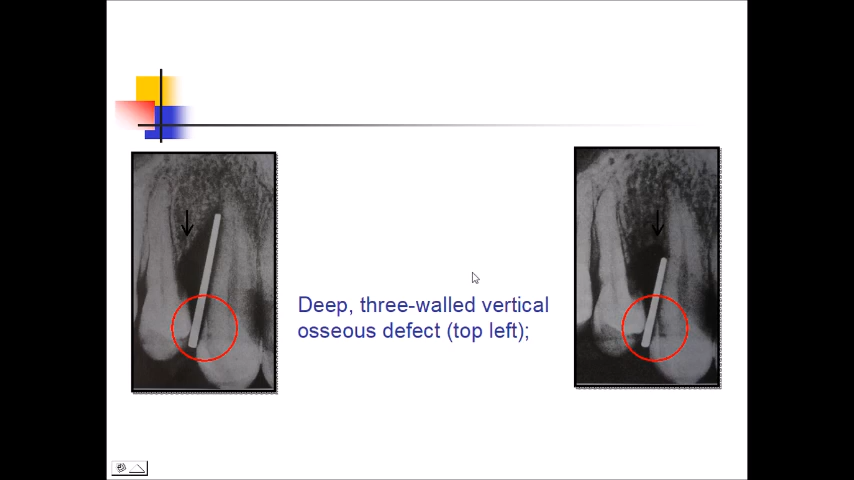 Deep, three-walled vertical
osseous defect (top left);